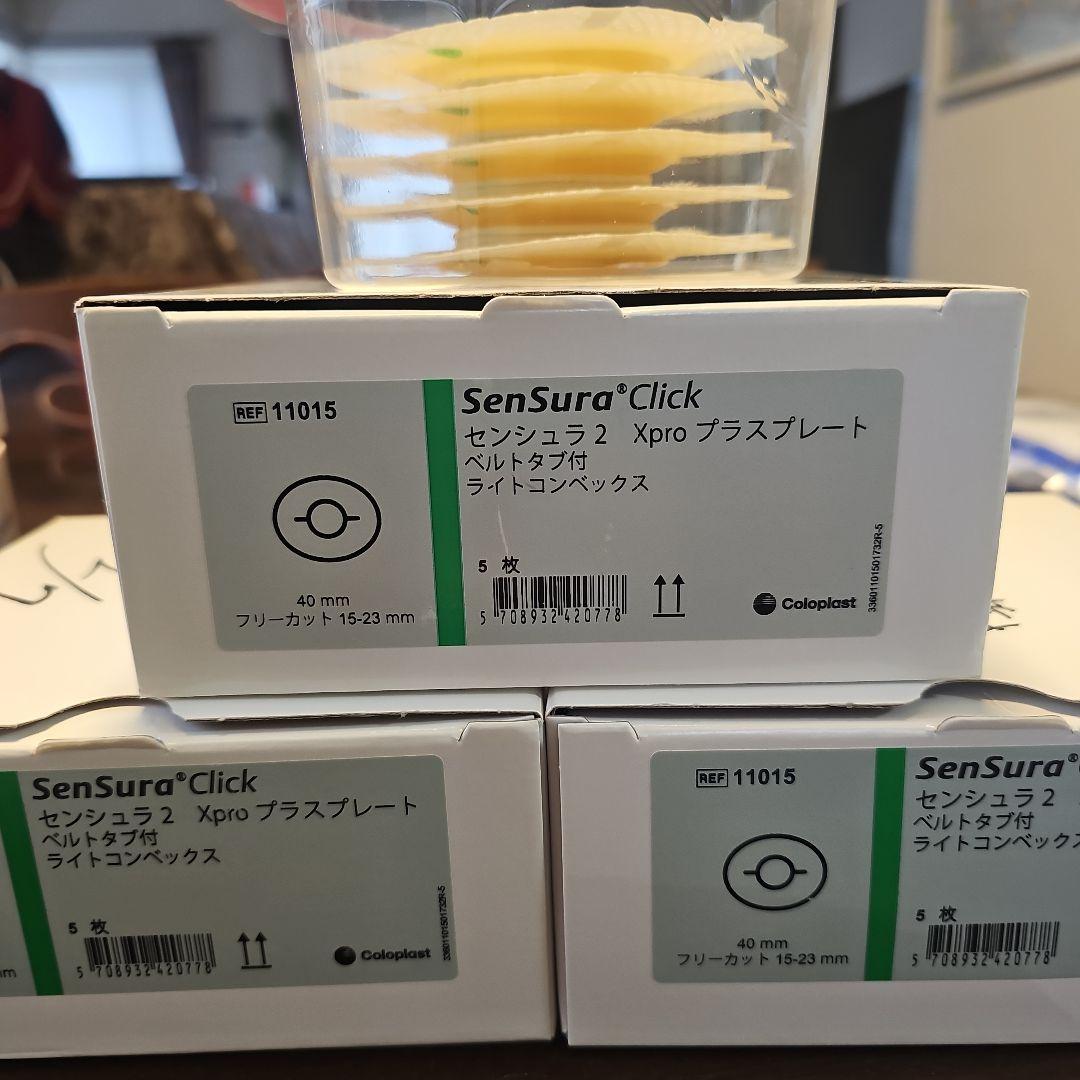 REF 11015
40 mm
フリーカット 15-23 mm
SenSura®Click
センシュラ 2 Xpro プラスプレート
ベルトタブ付
ライトコンベックス
5 枚
5 708932 420778
Coloplast
3360110150173​2R-5
SenSura®Click
センシュラ 2 Xpro プラスプレート
ベルトタブ付
ライトコンベックス
5 枚
5 708932 420778
Coloplast
33601101501732R-5
mm
REF 11015
40 mm
フリーカット 15-23 mm
SenSura®
センシュラ 2
ベルトタブ付
ライトコンベックス
5 枚
5 708932 420778